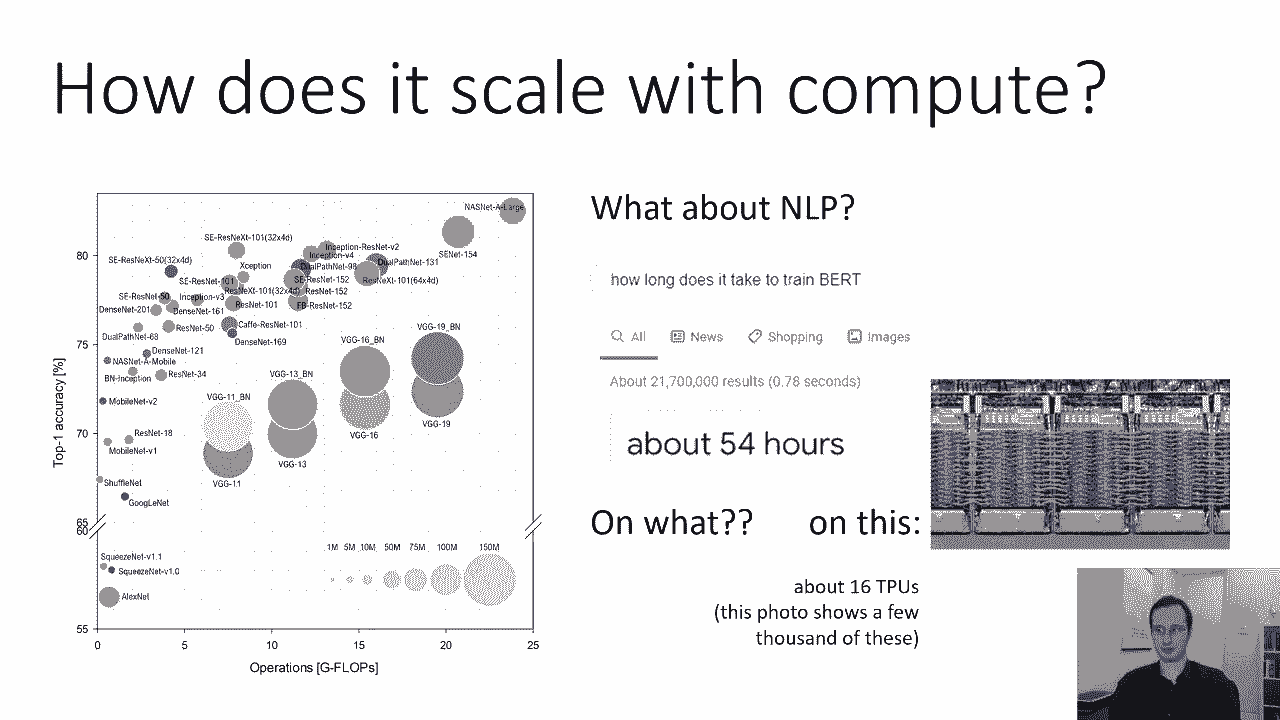 How does it scale with compute?
NASNet-A-Large
SE-ResNeXt-101(32x4d)
Inception-ResNet-v2
Inception-v4
SENet-154
80
SE-ResNeXt-50(32x4d)
Xception
DualPathNet-98
DualPathNet-131
SE-ResNet-101
SE-ResNet-152
ResNeXt-101(64x4d)
ResNeXt-101(32x4d)
ResNet-152
SE-ResNet-50
Inception-v3
ResNet-101
FB-ResNet-152
DenseNet-201
DenseNet-161
DualPathNet-68
ResNet-50
Caffe-ResNet-101
VGG-19_BN
75
DenseNet-121
DenseNet-169
VGG-16_BN
NASNet-A-Mobile
BN-Inception
ResNet-34
VGG-13_BN
MobileNet-v2
VGG-11_BN
VGG-19
VGG-16
70
ResNet-18
MobileNet-v1
VGG-13
VGG-11
ShuffleNet
GoogLeNet
65
60
1M 5M 10M 50M 75M 100M 150M
SqueezeNet-v1.1
SqueezeNet-v1.0
AlexNet
55
0 5 10 15 20 25
Top-1 accuracy [%]
Operations [G-FLOPs]
What about NLP?
how long does it take to train BERT
All News Shopping Images
About 21,700,000 results (0.78 seconds)
about 54 hours
On what?? on this:
about 16 TPUs
(this photo shows a few
thousand of these)